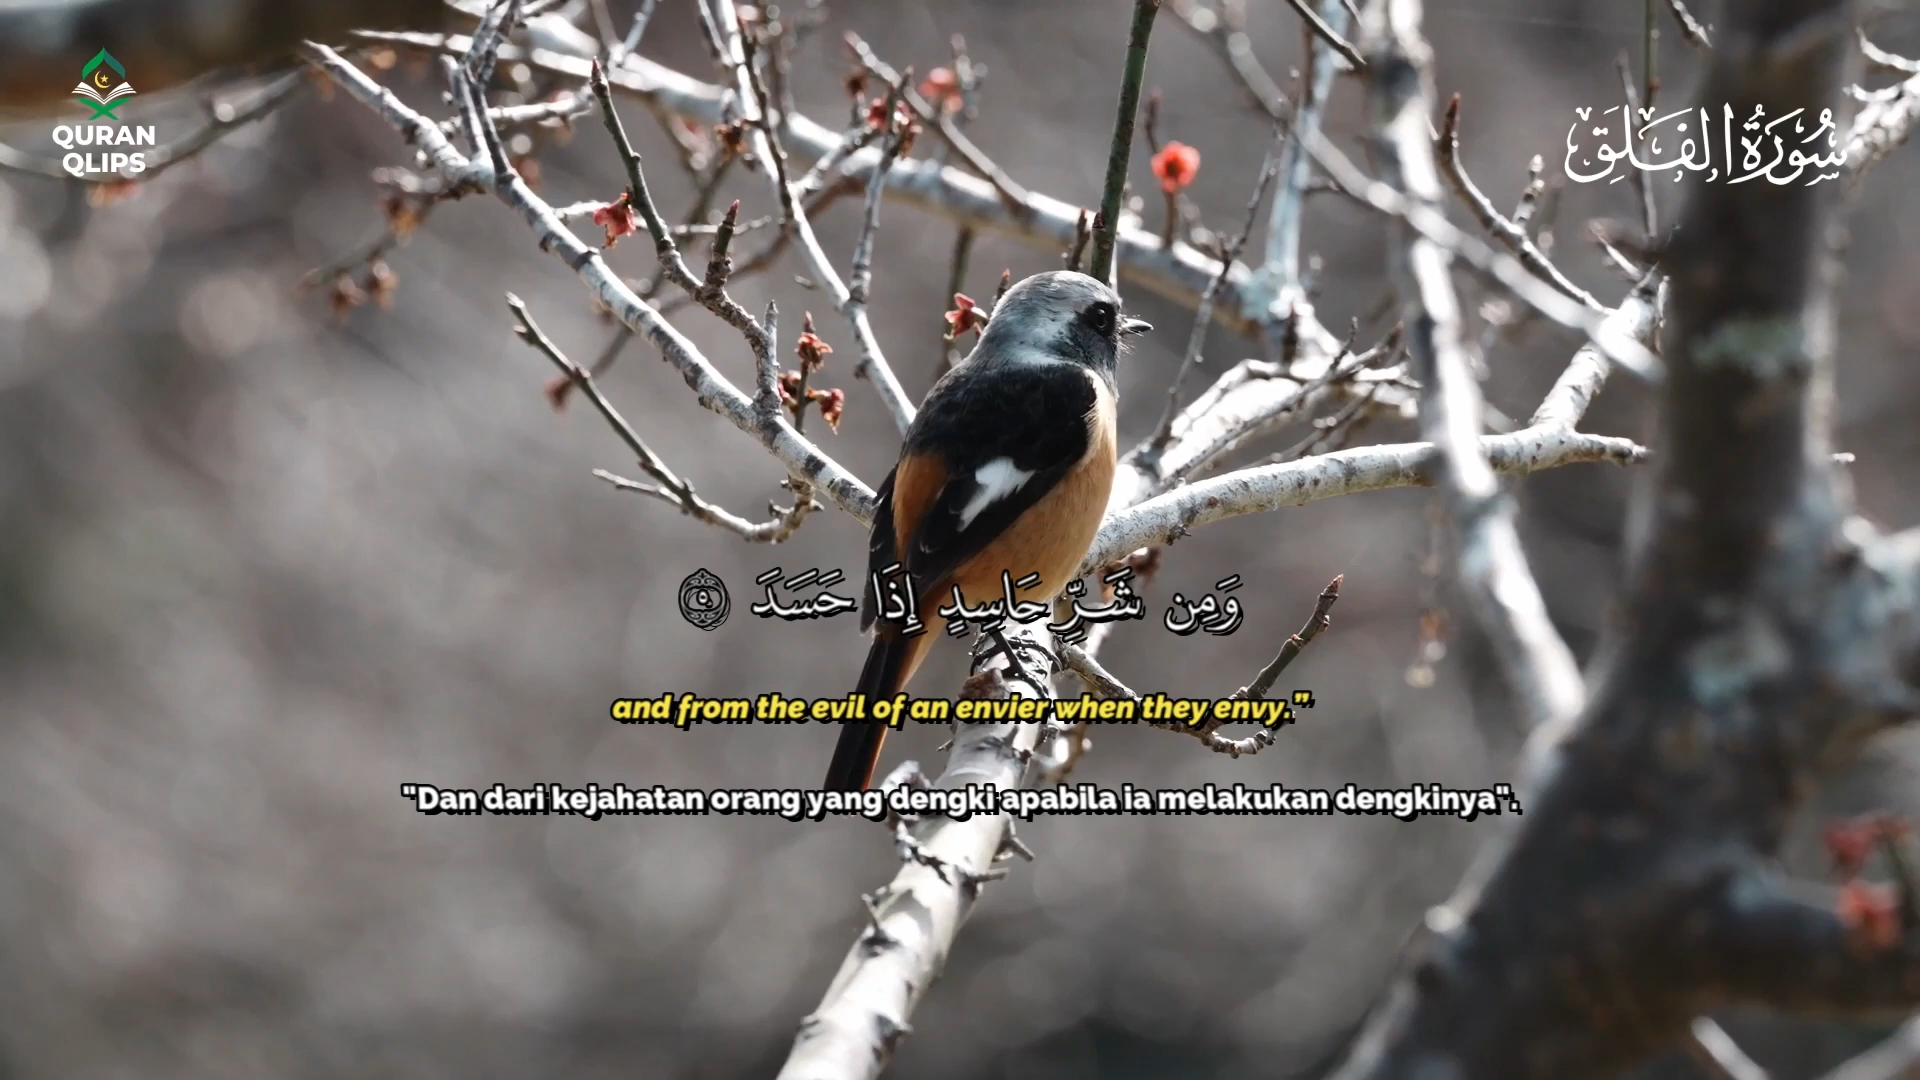 QURAN
QLIPS
سُورَةُ الفَلَق
وَمِن شَرِّ حَاسِدٍ إِذَا حَسَدَ ٥
and from the evil of an envier when they envy.”
"Dan dari kejahatan orang yang dengki apabila ia melakukan dengkinya".